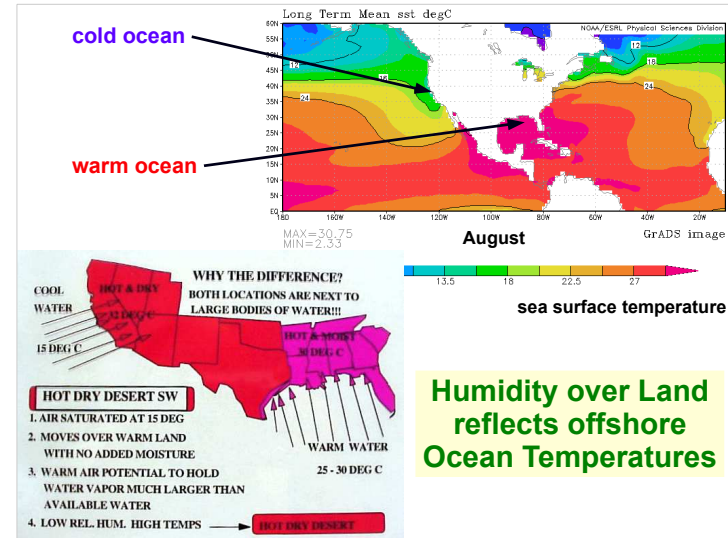 Long Term Mean sst degC
NOAA/ESRL Physical Sciences Division
cold ocean
warm ocean
60N
55N
50N
45N
40N
35N
30N
25N
20N
15N
10N
5N
EQ
12
16
24
12
16
24
180
160W
140W
120W
100W
80W
60W
40W
20W
MAX=30.75
MIN=2.33
August
GrADS image
13.5
18
22.5
27
sea surface temperature
WHY THE DIFFERENCE?
BOTH LOCATIONS ARE NEXT TO
LARGE BODIES OF WATER!!!
COOL
WATER
15 DEG C
HOT & DRY
32 DEG C
HOT & MOIST
30 DEG C
WARM WATER
25 - 30 DEG C
HOT DRY DESERT SW
1. AIR SATURATED AT 15 DEG
2. MOVES OVER WARM LAND
WITH NO ADDED MOISTURE
3. WARM AIR POTENTIAL TO HOLD
WATER VAPOR MUCH LARGER THAN
AVAILABLE WATER
4. LOW REL. HUM. HIGH TEMPS
HOT DRY DESERT
Humidity over Land
reflects offshore
Ocean Temperatures